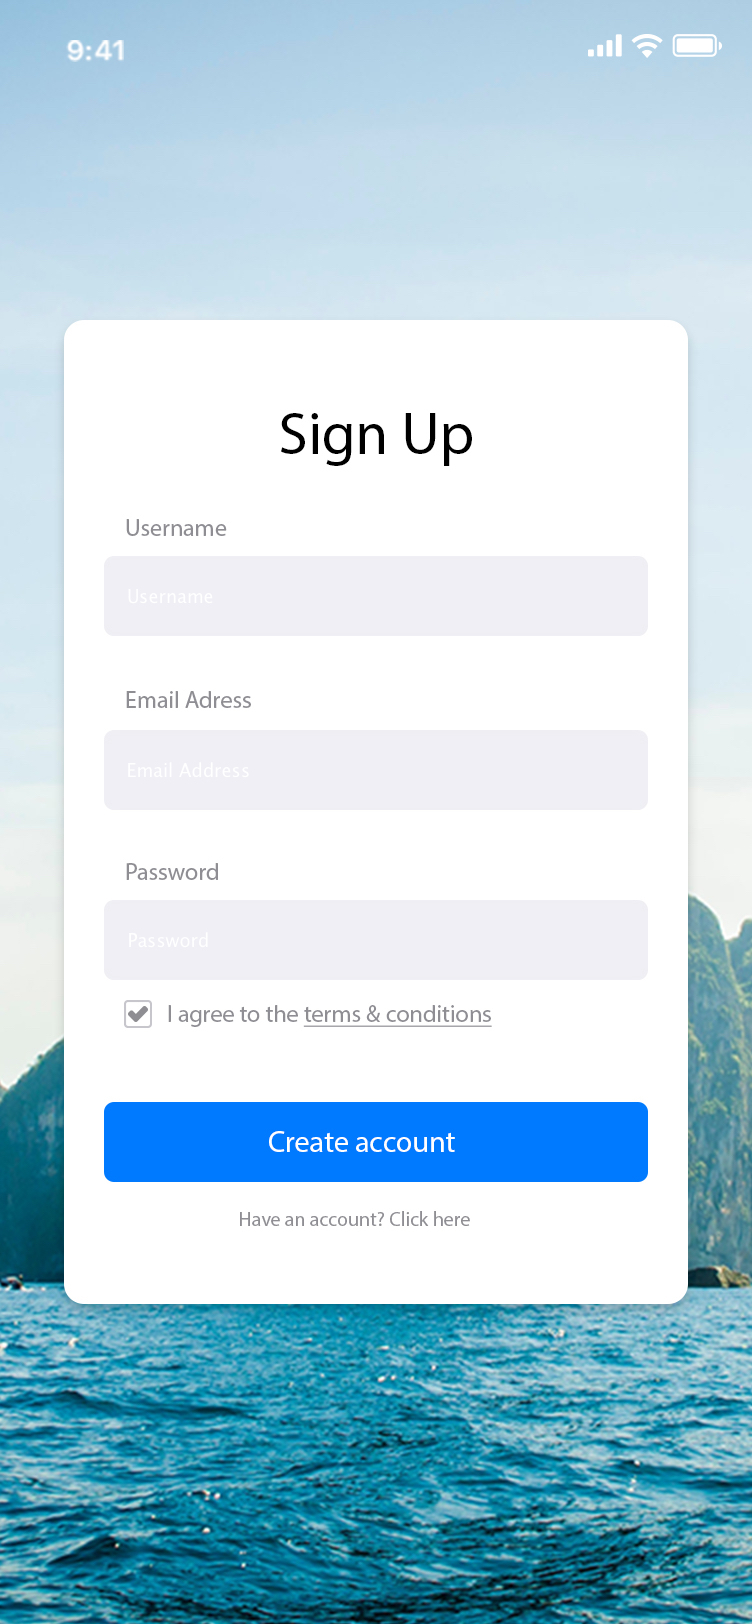 9:41
Sign Up
Username
Username
Email Adress
Email Address
Password
Password
I agree to the terms & conditions
Create account
Have an account? Click here